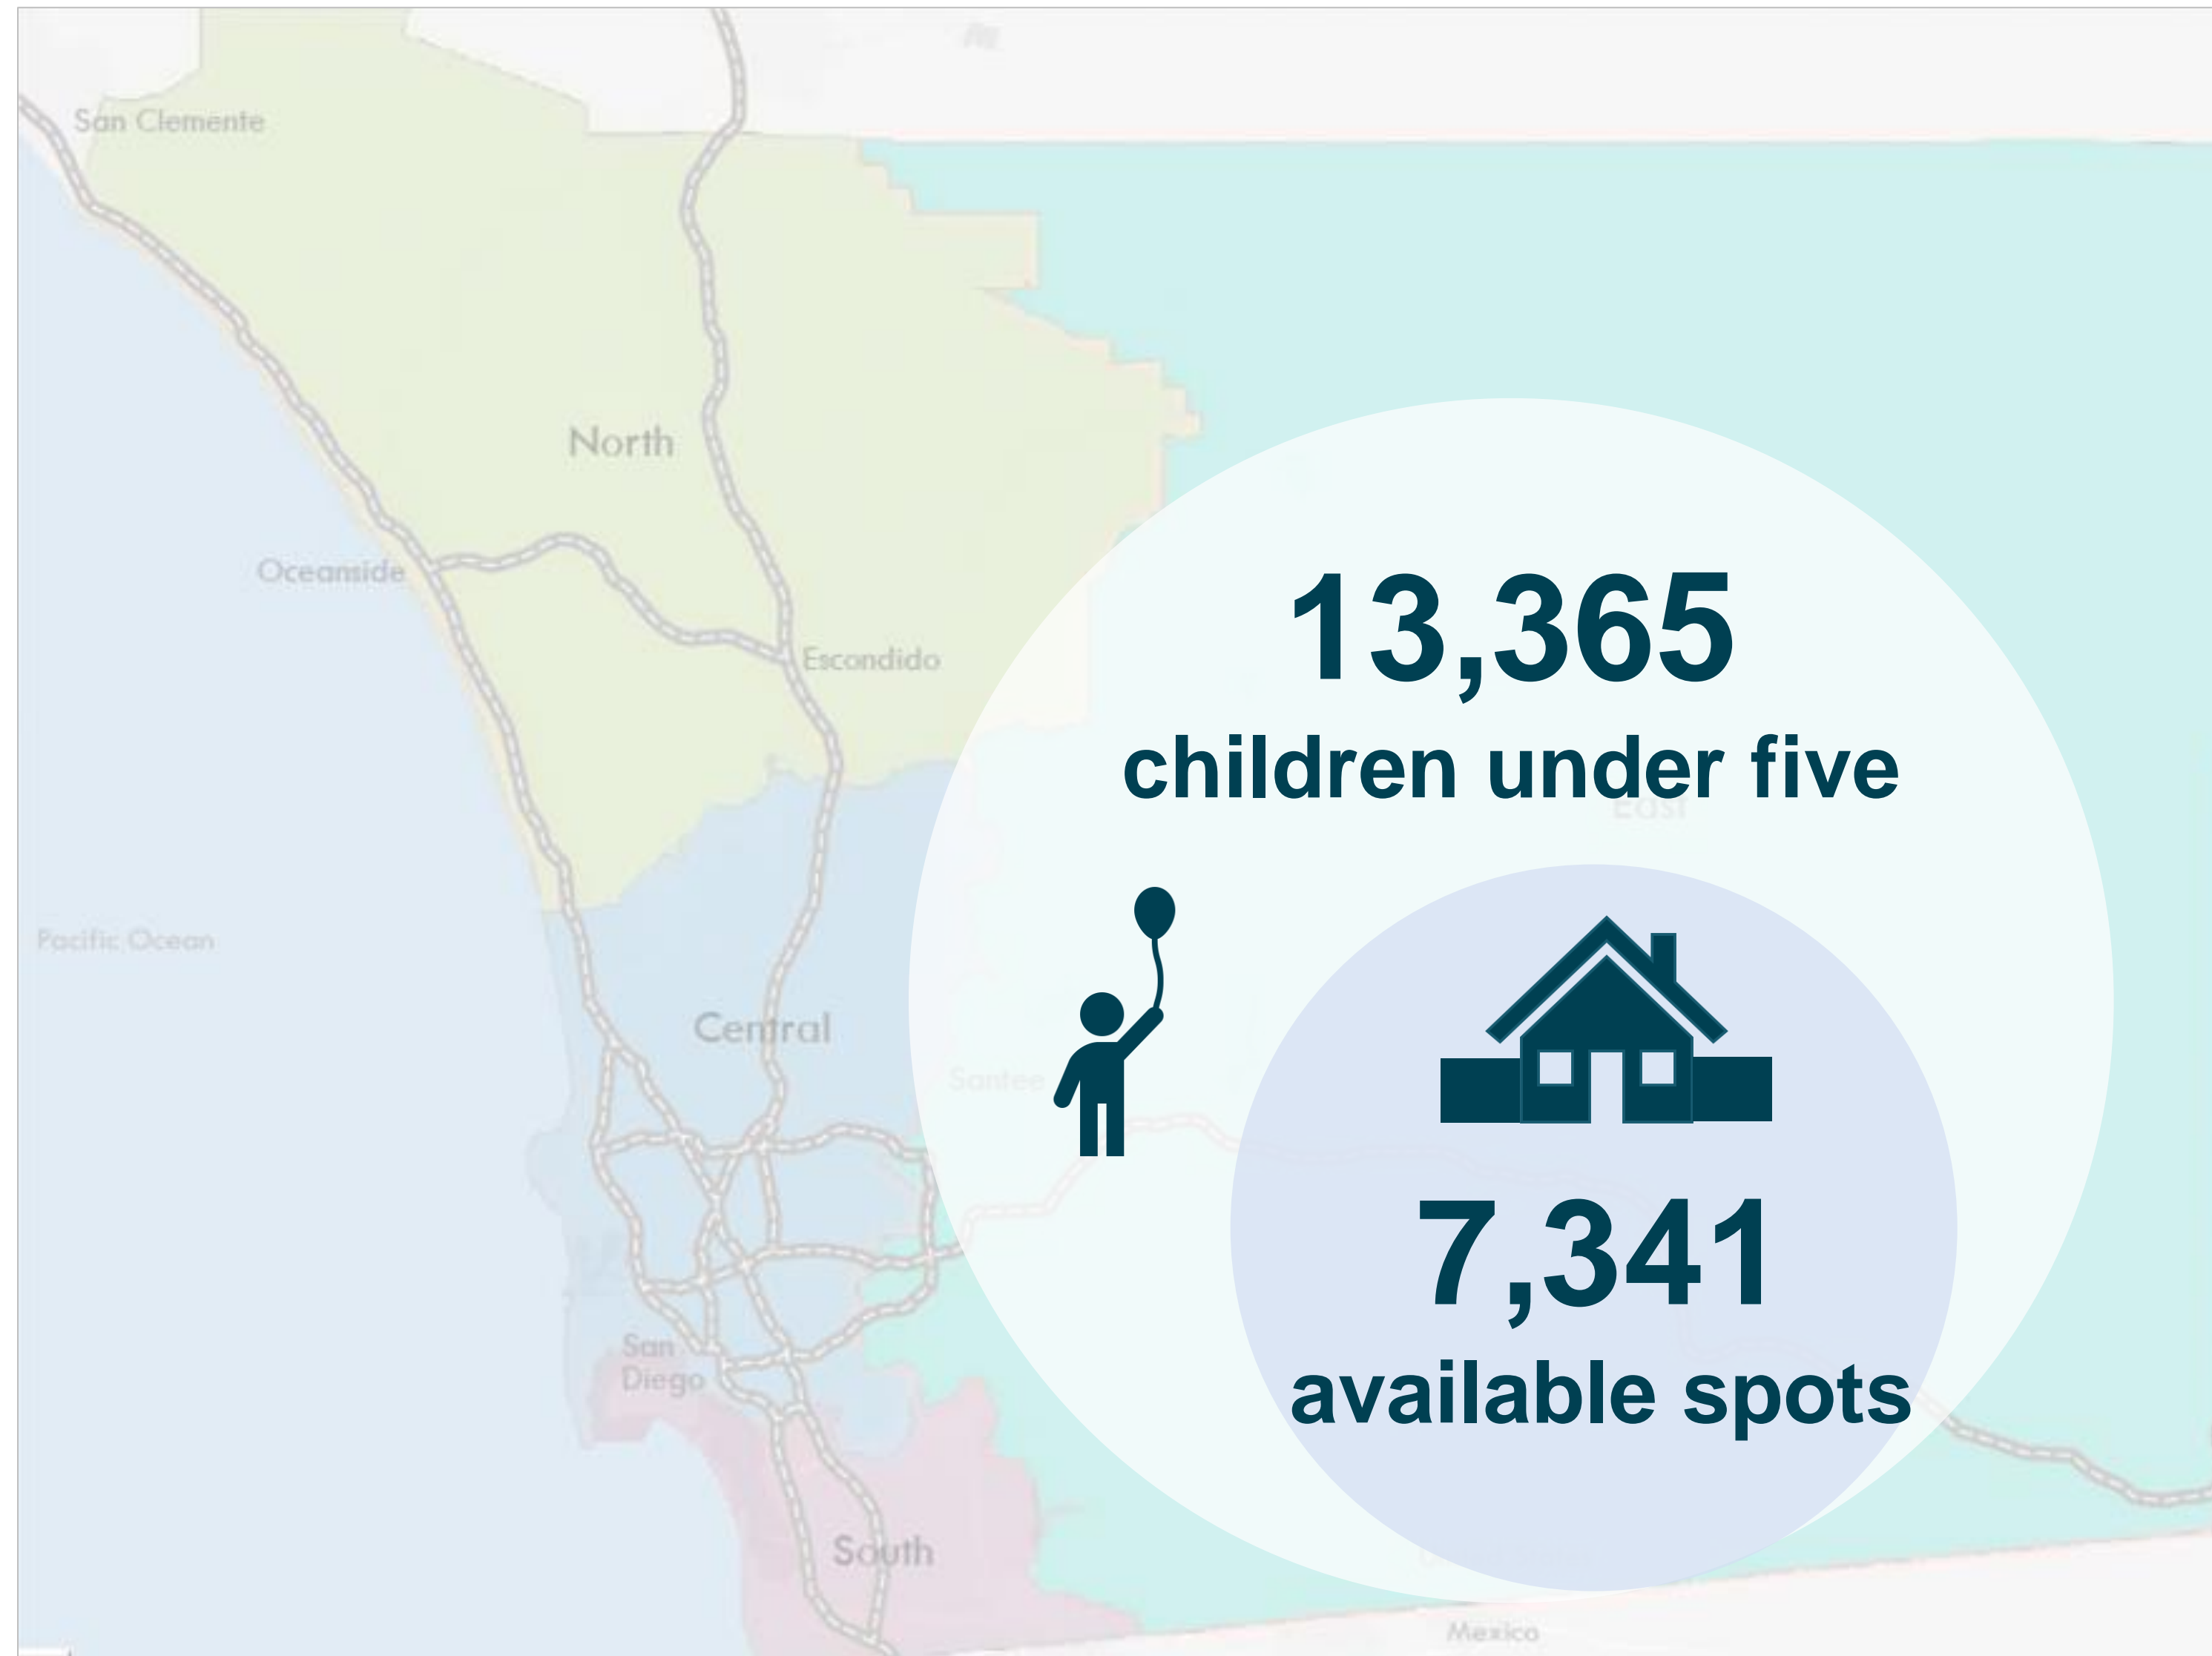 San Clemente
North
Oceanside
Escondido
13,365
children under five
East
Pacific Ocean
Central
Santee
7,341
available spots
San
Diego
South
Mexico